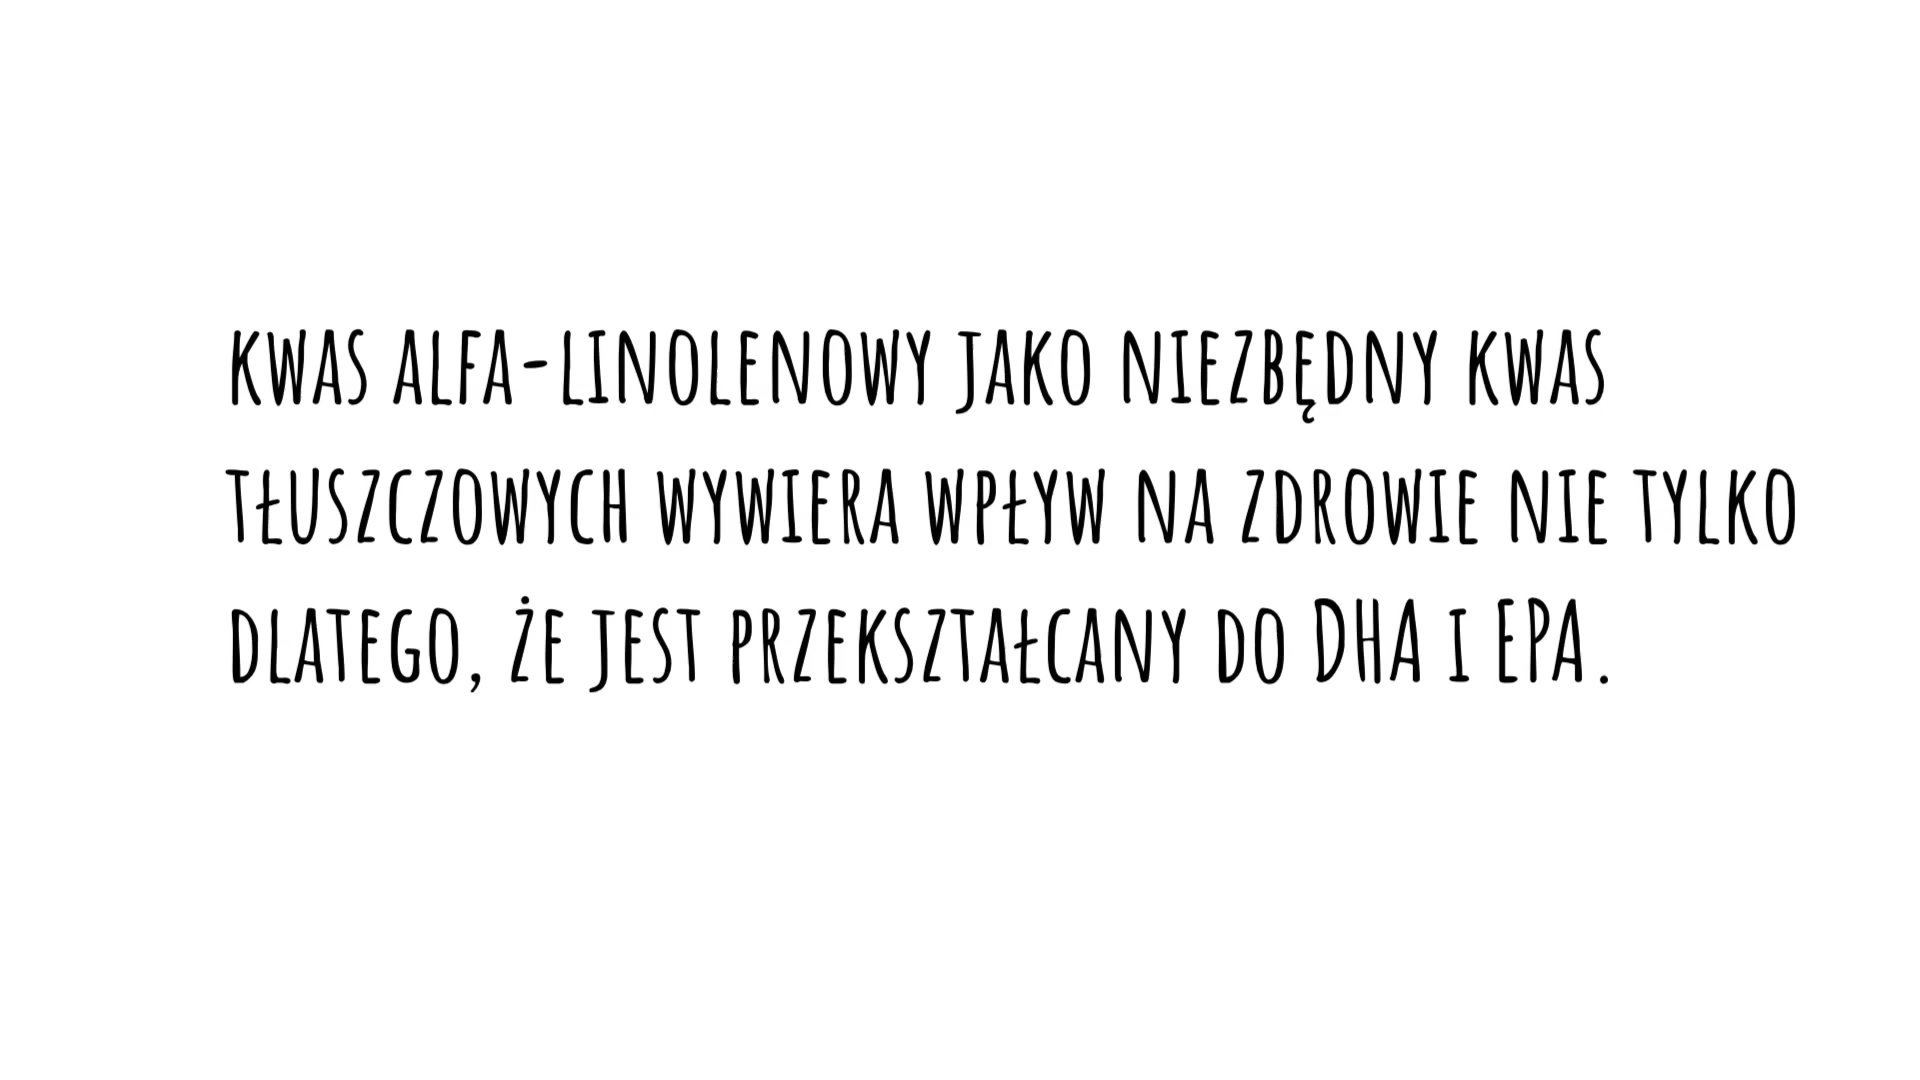 kwas alfa-linolenowy jako niezbędny kwas
tłuszczowych wywiera wpływ na zdrowie nie tylko
dlatego, że jest przekształcany do DHA i EPA.